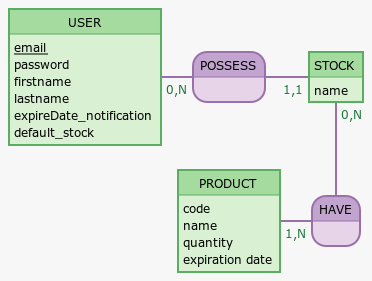 USER
email
password
firstname
lastname
expireDate_notification
default_stock
0,N
POSSESS
1,1
STOCK
name
0,N
HAVE
1,N
PRODUCT
code
name
quantity
expiration date